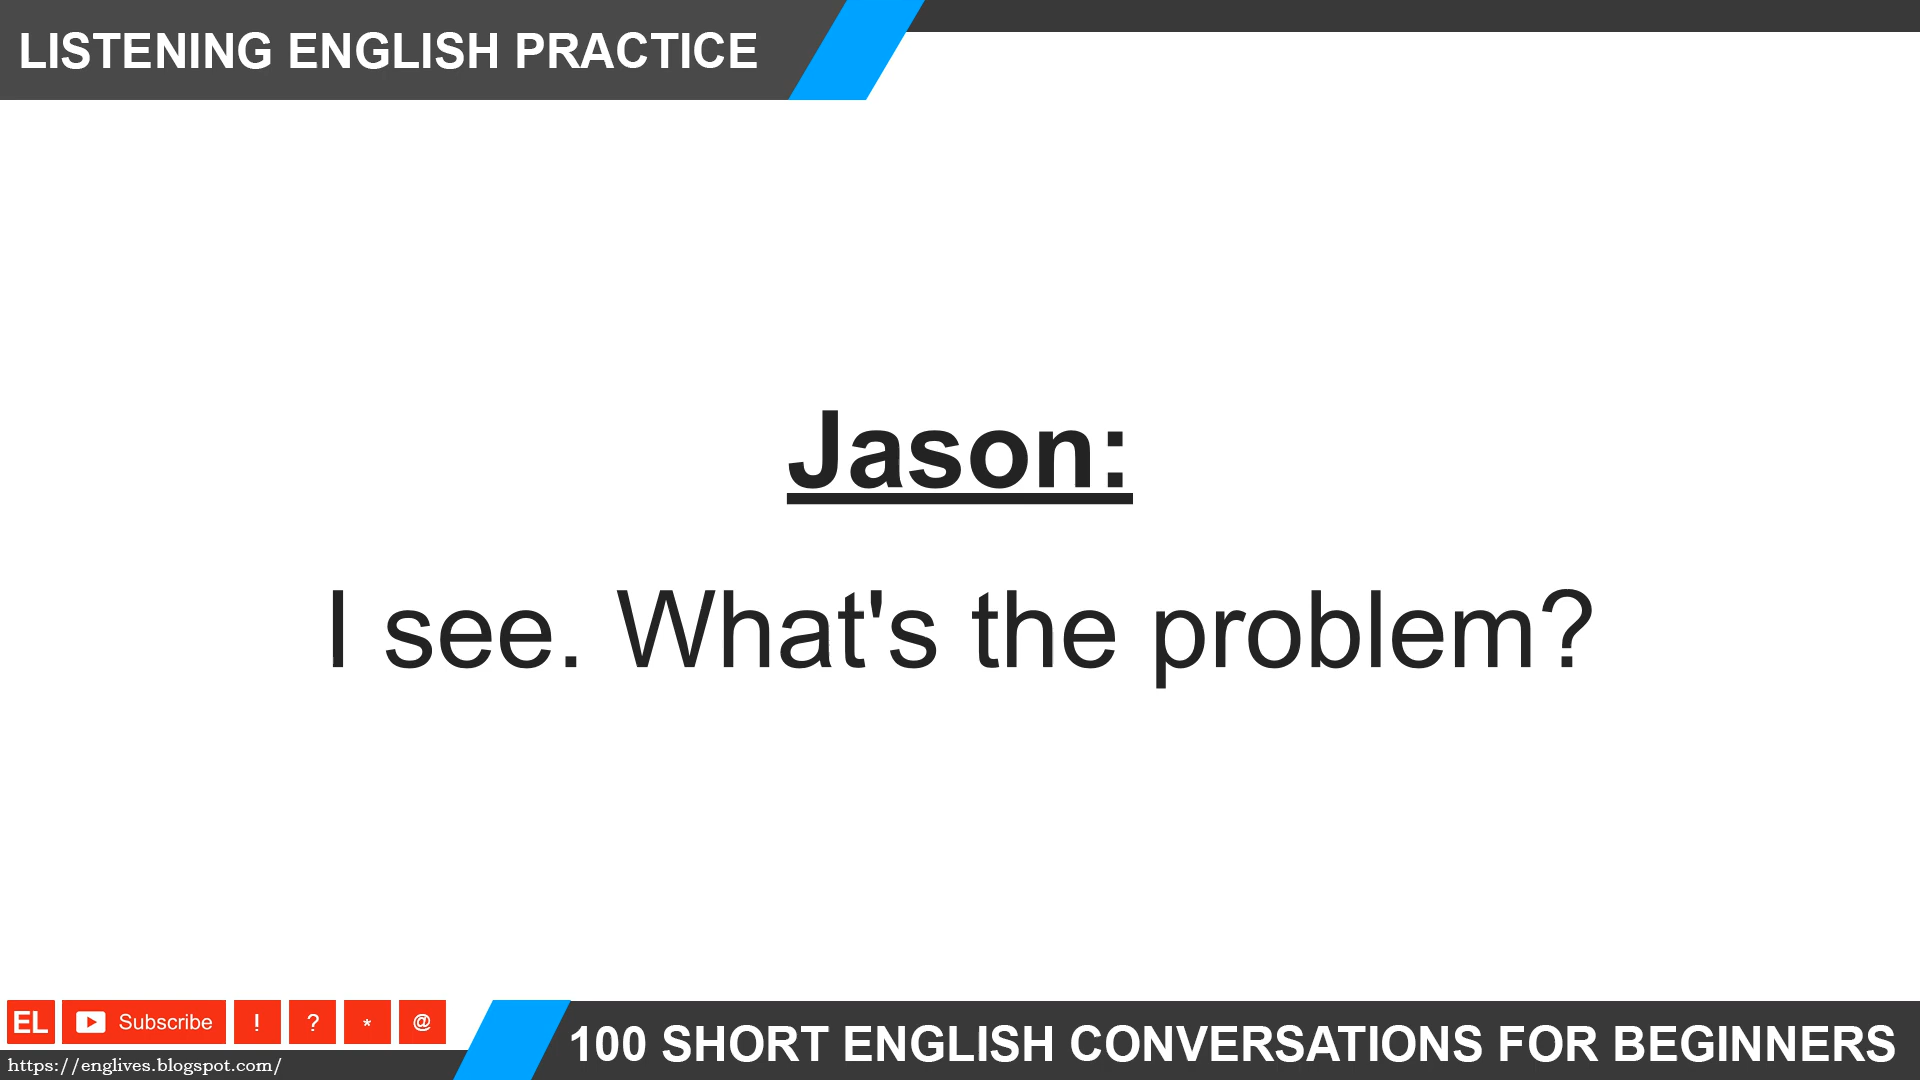 LISTENING ENGLISH PRACTICE
Jason:
I see. What's the problem?
EL Subscribe ! ? * @
https://englives.blogspot.com/
100 SHORT ENGLISH CONVERSATIONS FOR BEGINNERS